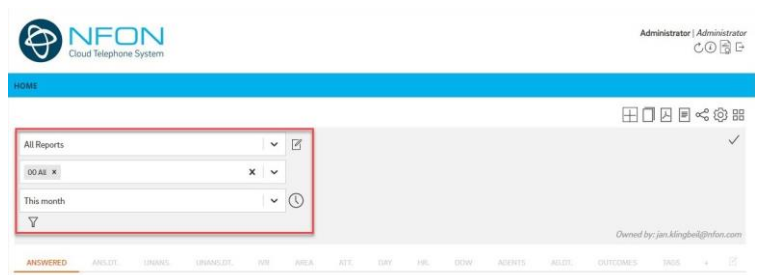 NFON
Cloud Telephone System
Administrator | Administrator
HOME
All Reports
00 All ×
This month
Owned by: jan.klingbeil@nfon.com
ANSWERED ANS.DT. UNANS. UNANS.DT. IVR AREA ATT. DAY HR. DOW AGENTS AG.DT. OUTCOMES TAGS +